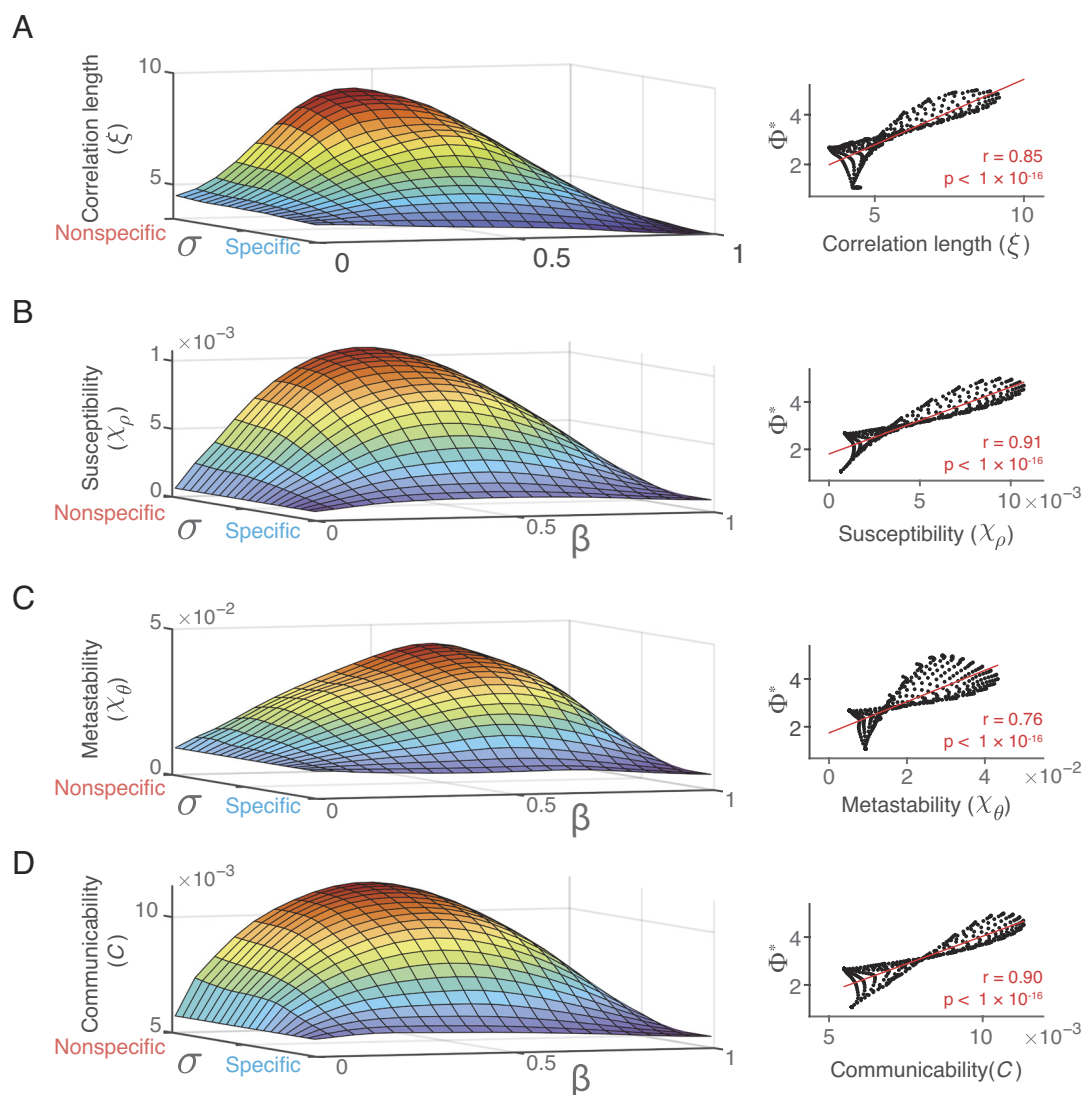 A
Correlation length
(ξ)
10
5
Nonspecific
σ
Specific
0
0.5
1
Φ*
4
2
r = 0.85
p < 1 × 10-16
5
10
Correlation length (ξ)
B
Susceptibility
(χρ)
×10−3
1
5
0
Nonspecific
σ
Specific
0
0.5
β
1
Φ*
4
2
r = 0.91
p < 1 × 10-16
0
5
10
×10−3
Susceptibility (χρ)
C
Metastability
(χθ)
5
×10−2
0
Nonspecific
σ
Specific
0
0.5
β
1
Φ*
4
2
r = 0.76
p < 1 × 10-16
0
2
4
×10−2
Metastability (χθ)
D
Communicability
(C)
×10−3
10
5
Nonspecific
σ
Specific
0
0.5
β
1
Φ*
4
2
r = 0.90
p < 1 × 10-16
5
10
×10−3
Communicability(C)